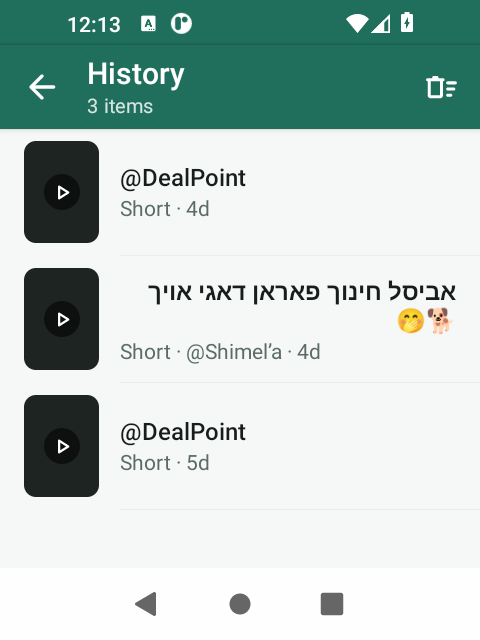 12:13
History
3 items
@DealPoint
Short · 4d
אביסל חינוך פאראן דאגי אויך
🐕🤭
Short · @Shimel’a · 4d
@DealPoint
Short · 5d